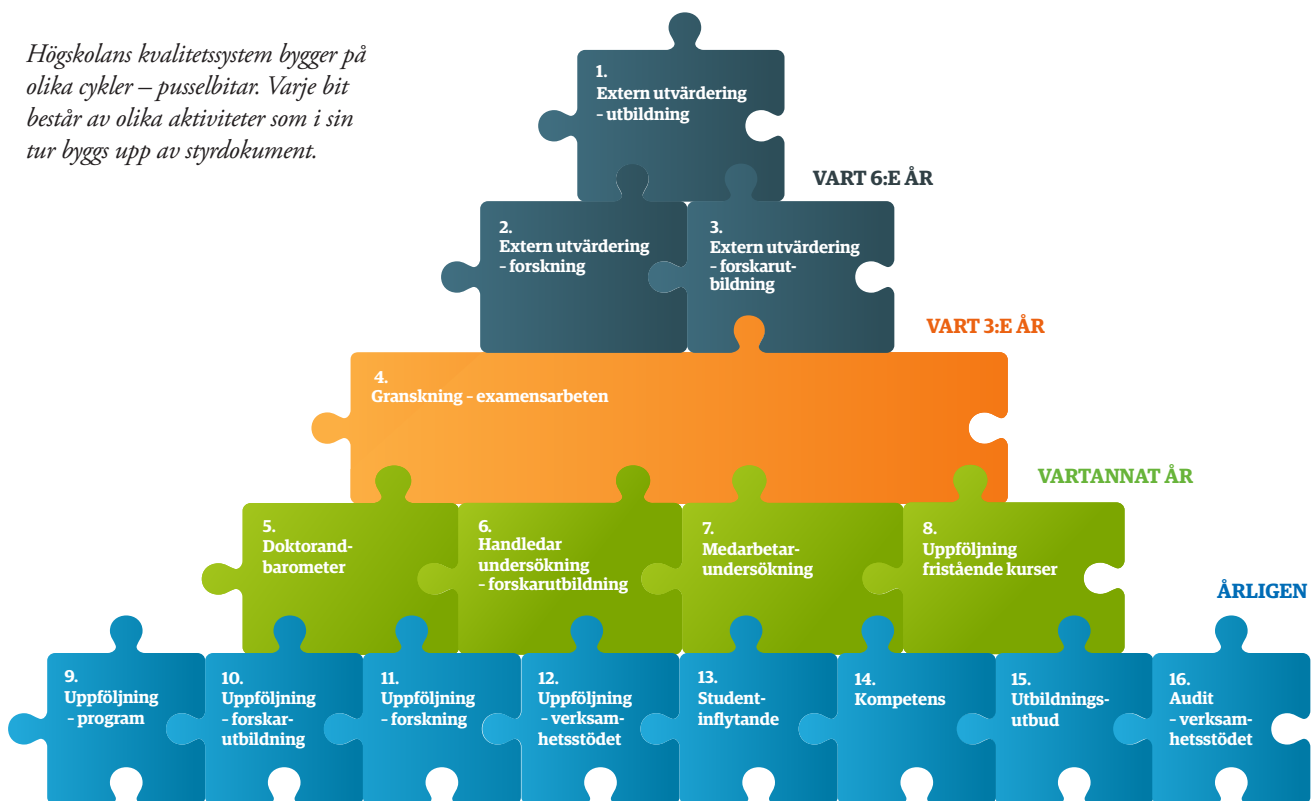 Högskolans kvalitetssystem bygger på
olika cykler – pusselbitar. Varje bit
består av olika aktiviteter som i sin
tur byggs upp av styrdokument.
1.
Extern utvärdering
– utbildning
VART 6:E ÅR
2.
Extern utvärdering
– forskning
3.
Extern utvärdering
– forskarut-
bildning
VART 3:E ÅR
4.
Granskning – examensarbeten
VARTANNAT ÅR
5.
Doktorand-
barometer
6.
Handledar
undersökning
– forskarutbildning
7.
Medarbetar-
undersökning
8.
Uppföljning
fristående kurser
ÅRLIGEN
9.
Uppföljning
– program
10.
Uppföljning
– forskar-
utbildning
11.
Uppföljning
– forskning
12.
Uppföljning
– verksam-
hetsstödet
13.
Student-
inflytande
14.
Kompetens
15.
Utbildnings-
utbud
16.
Audit
– verksam-
hetsstödet